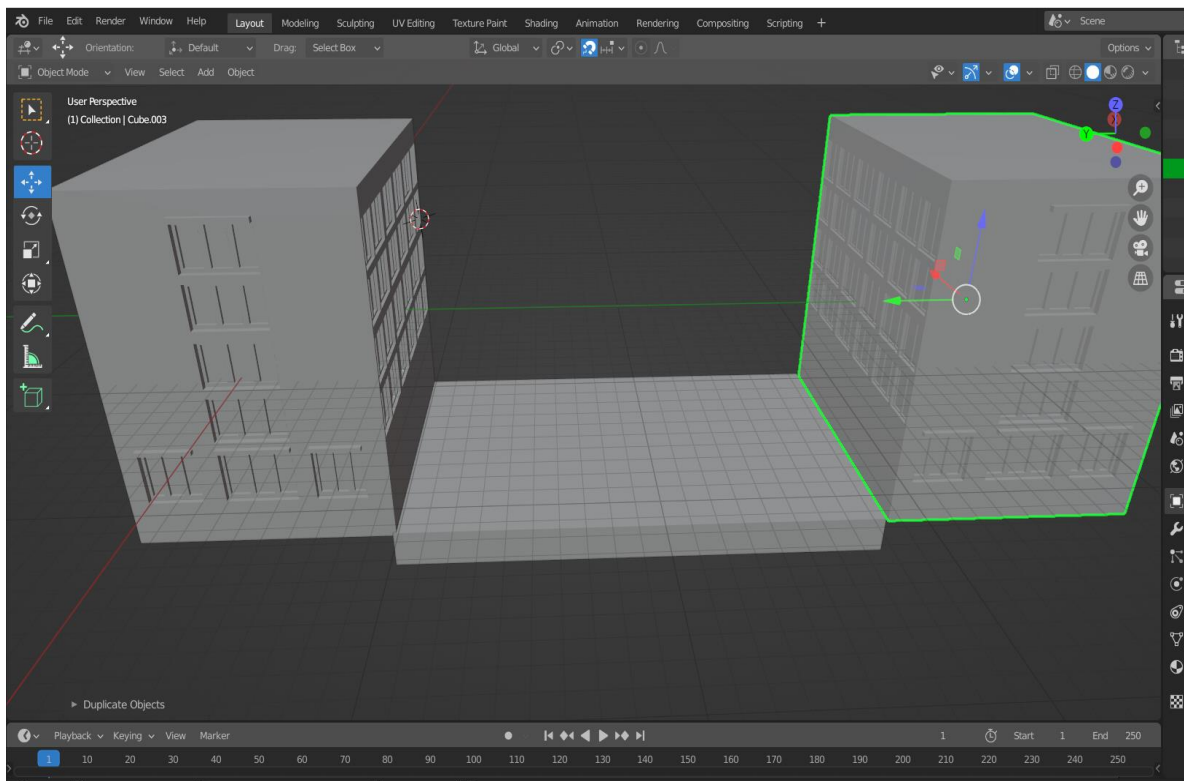 File Edit Render Window Help Layout Modeling Sculpting UV Editing Texture Paint Shading Animation Rendering Compositing Scripting + Scene
Orientation: Default Drag: Select Box Global Options
Object Mode View Select Add Object
User Perspective
(1) Collection | Cube.003
Z
Y
Duplicate Objects
Playback Keying View Marker 1 Start 1 End 250
1 10 20 30 40 50 60 70 80 90 100 110 120 130 140 150 160 170 180 190 200 210 220 230 240 250